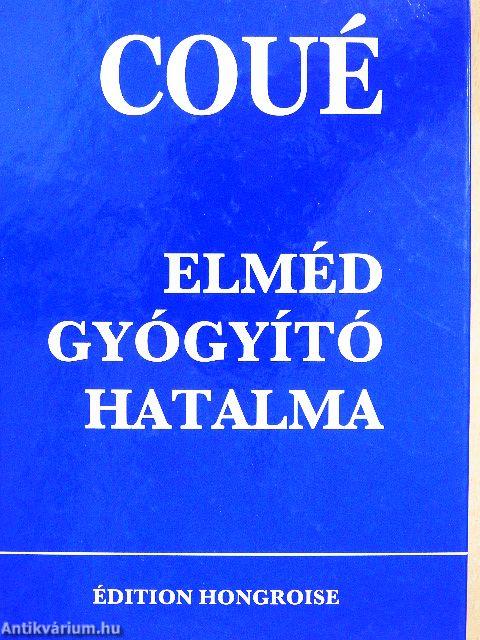 COUÉ
ELMÉD
GYÓGYÍTÓ
HATALMA
ÉDITION HONGROISE
Antikvárium.hu